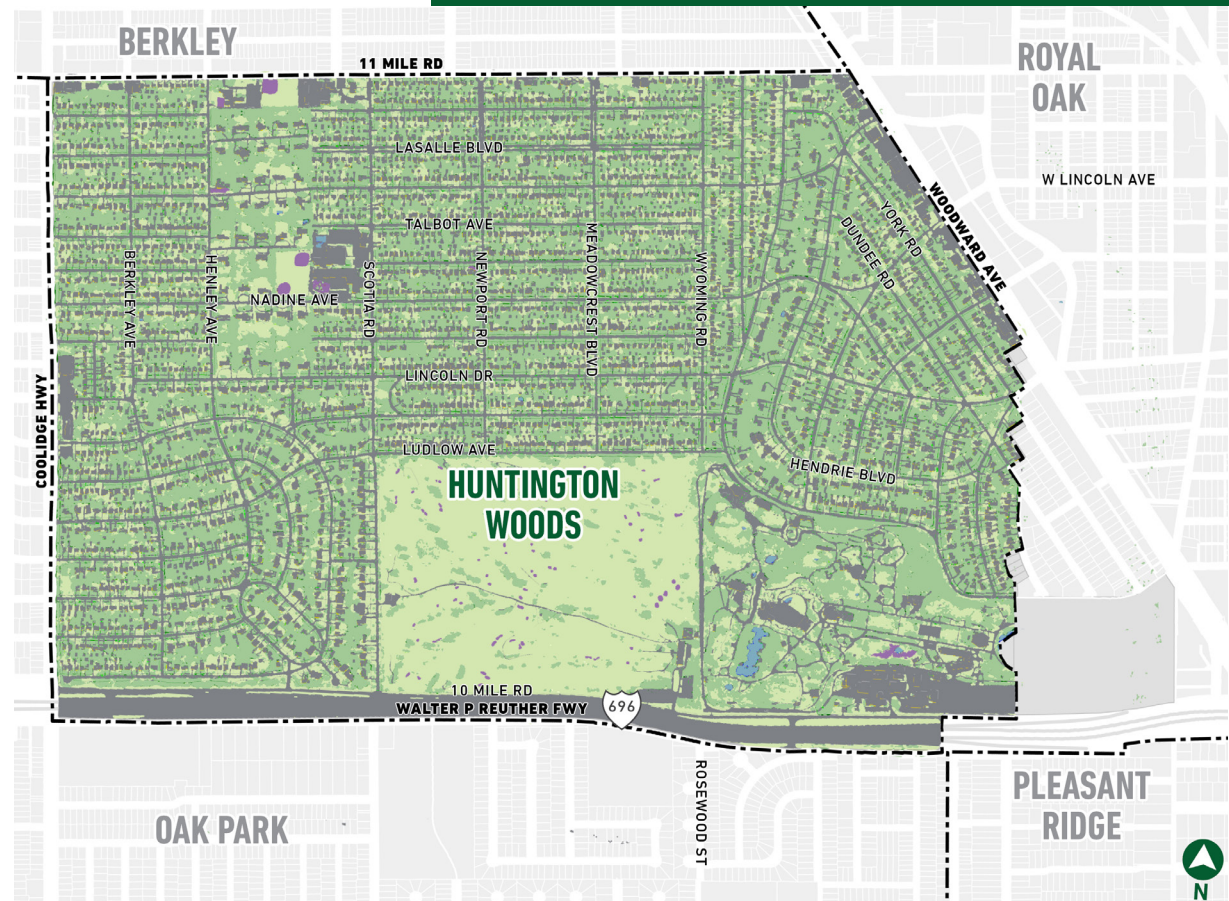 BERKLEY
11 MILE RD
ROYAL
OAK
LASALLE BLVD
W LINCOLN AVE
WOODWARD AVE
YORK RD
DUNDEE RD
TALBOT AVE
BERKLEY AVE
HENLEY AVE
SCOTIA RD
NEWPORT RD
MEADOWCREST BLVD
WYOMING RD
NADINE AVE
LINCOLN DR
COOLIDGE HWY
LUDLOW AVE
HENDRIE BLVD
HUNTINGTON
WOODS
10 MILE RD
WALTER P REUTHER FWY
696
ROSEWOOD ST
OAK PARK
PLEASANT
RIDGE
N